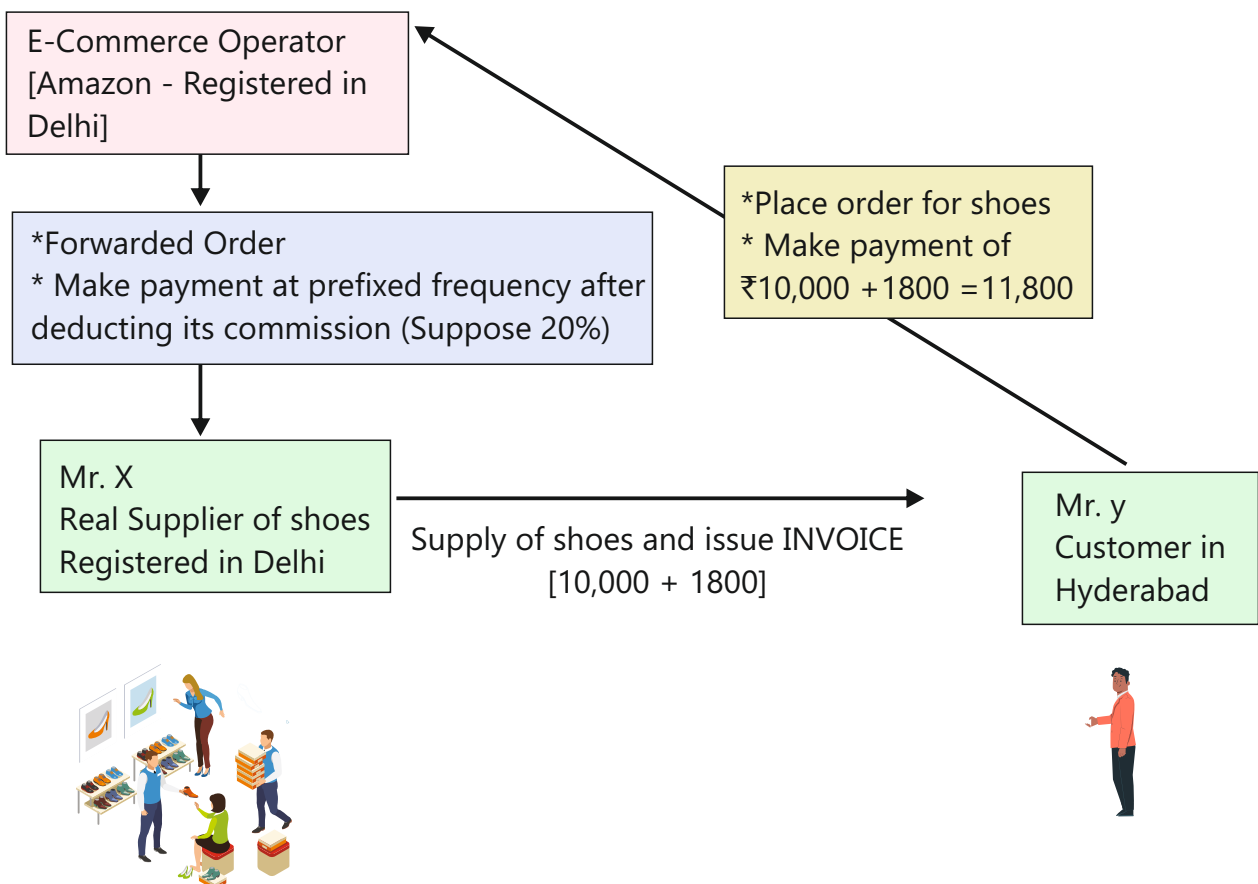 E-Commerce Operator
[Amazon - Registered in
Delhi]
*Place order for shoes
* Make payment of
₹10,000 +1800 =11,800
*Forwarded Order
* Make payment at prefixed frequency after
deducting its commission (Suppose 20%)
Mr. X
Real Supplier of shoes
Registered in Delhi
Supply of shoes and issue INVOICE
[10,000 + 1800]
Mr. y
Customer in
Hyderabad